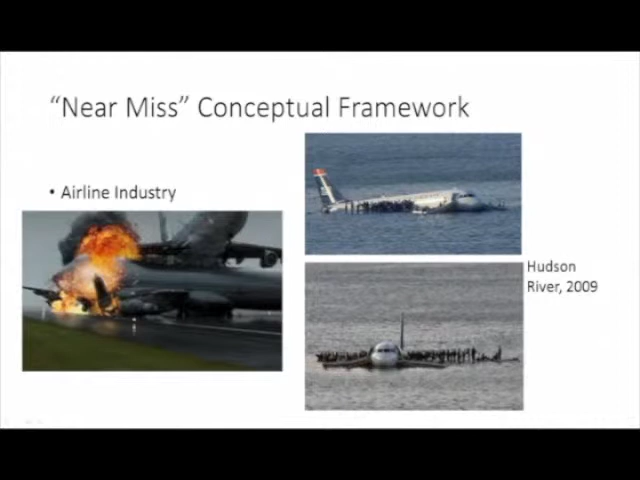 “Near Miss” Conceptual Framework
• Airline Industry
Hudson
River, 2009